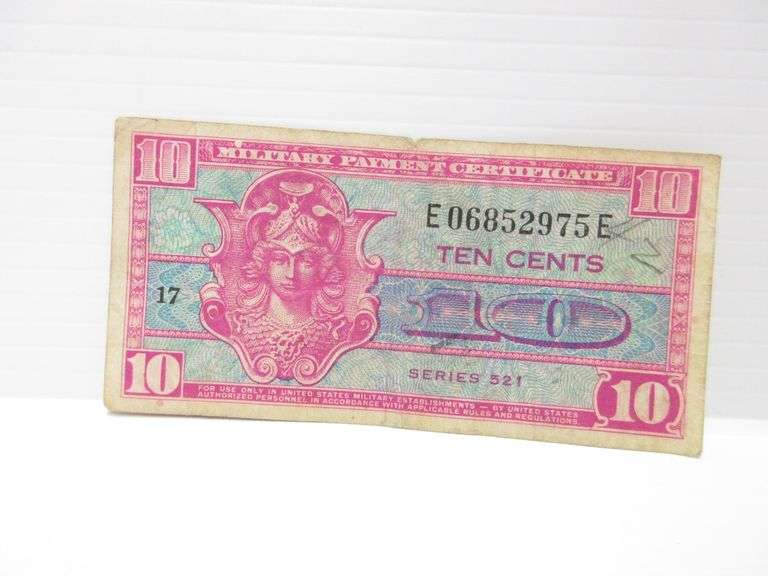 10 MILITARY PAYMENT CERTIFICATE 10
E06852975E
TEN CENTS
17
10
SERIES 521
10 10
FOR USE ONLY IN UNITED STATES MILITARY ESTABLISHMENTS — BY UNITED STATES
AUTHORIZED PERSONNEL IN ACCORDANCE WITH APPLICABLE RULES AND REGULATIONS.